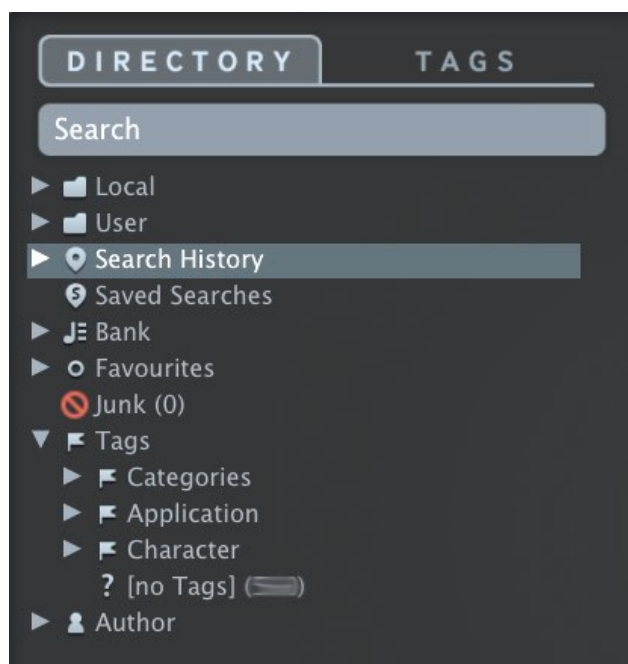 DIRECTORY TAGS
Search
Local
User
Search History
S Saved Searches
Bank
Favourites
Junk (0)
Tags
Categories
Application
Character
? [no Tags] ( )
Author